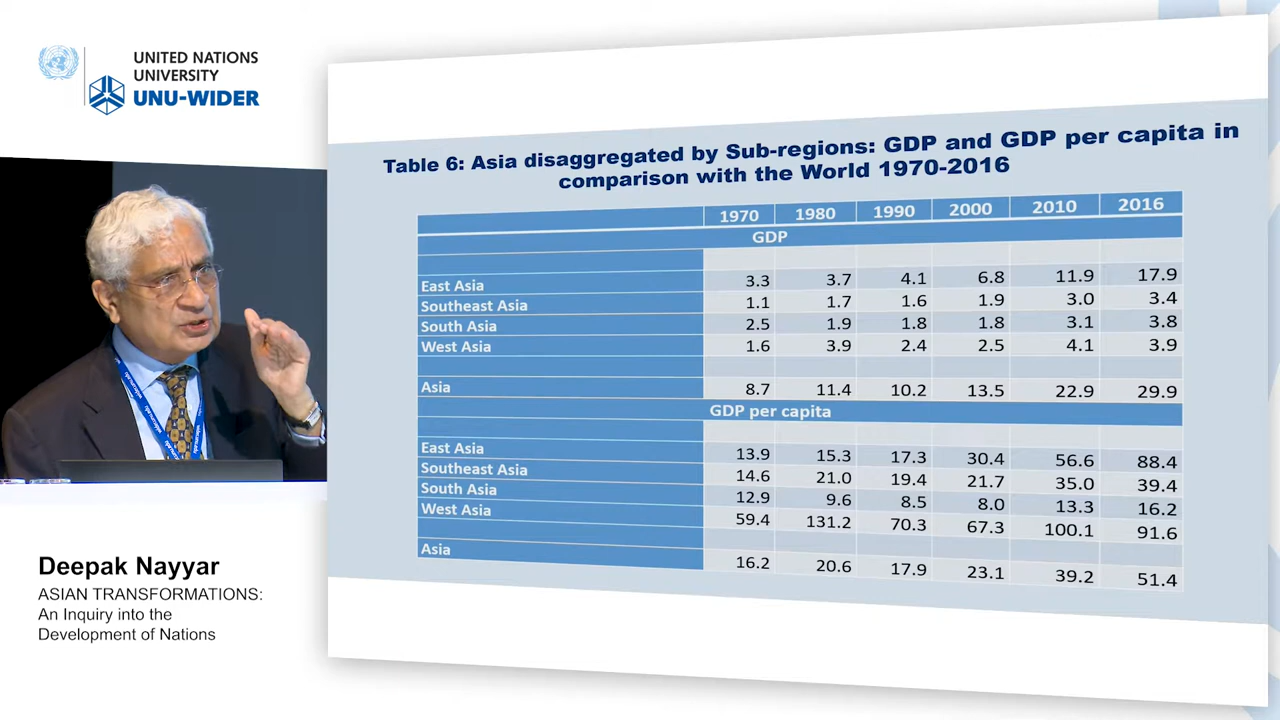 UNITED NATIONS
UNIVERSITY
UNU-WIDER
Table 6: Asia disaggregated by Sub-regions: GDP and GDP per capita in
comparison with the World 1970-2016
1970 1980 1990 2000 2010 2016
GDP
East Asia 3.3 3.7 4.1 6.8 11.9 17.9
Southeast Asia 1.1 1.7 1.6 1.9 3.0 3.4
South Asia 2.5 1.9 1.8 1.8 3.1 3.8
West Asia 1.6 3.9 2.4 2.5 4.1 3.9
Asia 8.7 11.4 10.2 13.5 22.9 29.9
GDP per capita
East Asia 13.9 15.3 17.3 30.4 56.6 88.4
Southeast Asia 14.6 21.0 19.4 21.7 35.0 39.4
South Asia 12.9 9.6 8.5 8.0 13.3 16.2
West Asia 59.4 131.2 70.3 67.3 100.1 91.6
Asia 16.2 20.6 17.9 23.1 39.2 51.4
Deepak Nayyar
ASIAN TRANSFORMATIONS:
An Inquiry into the
Development of Nations